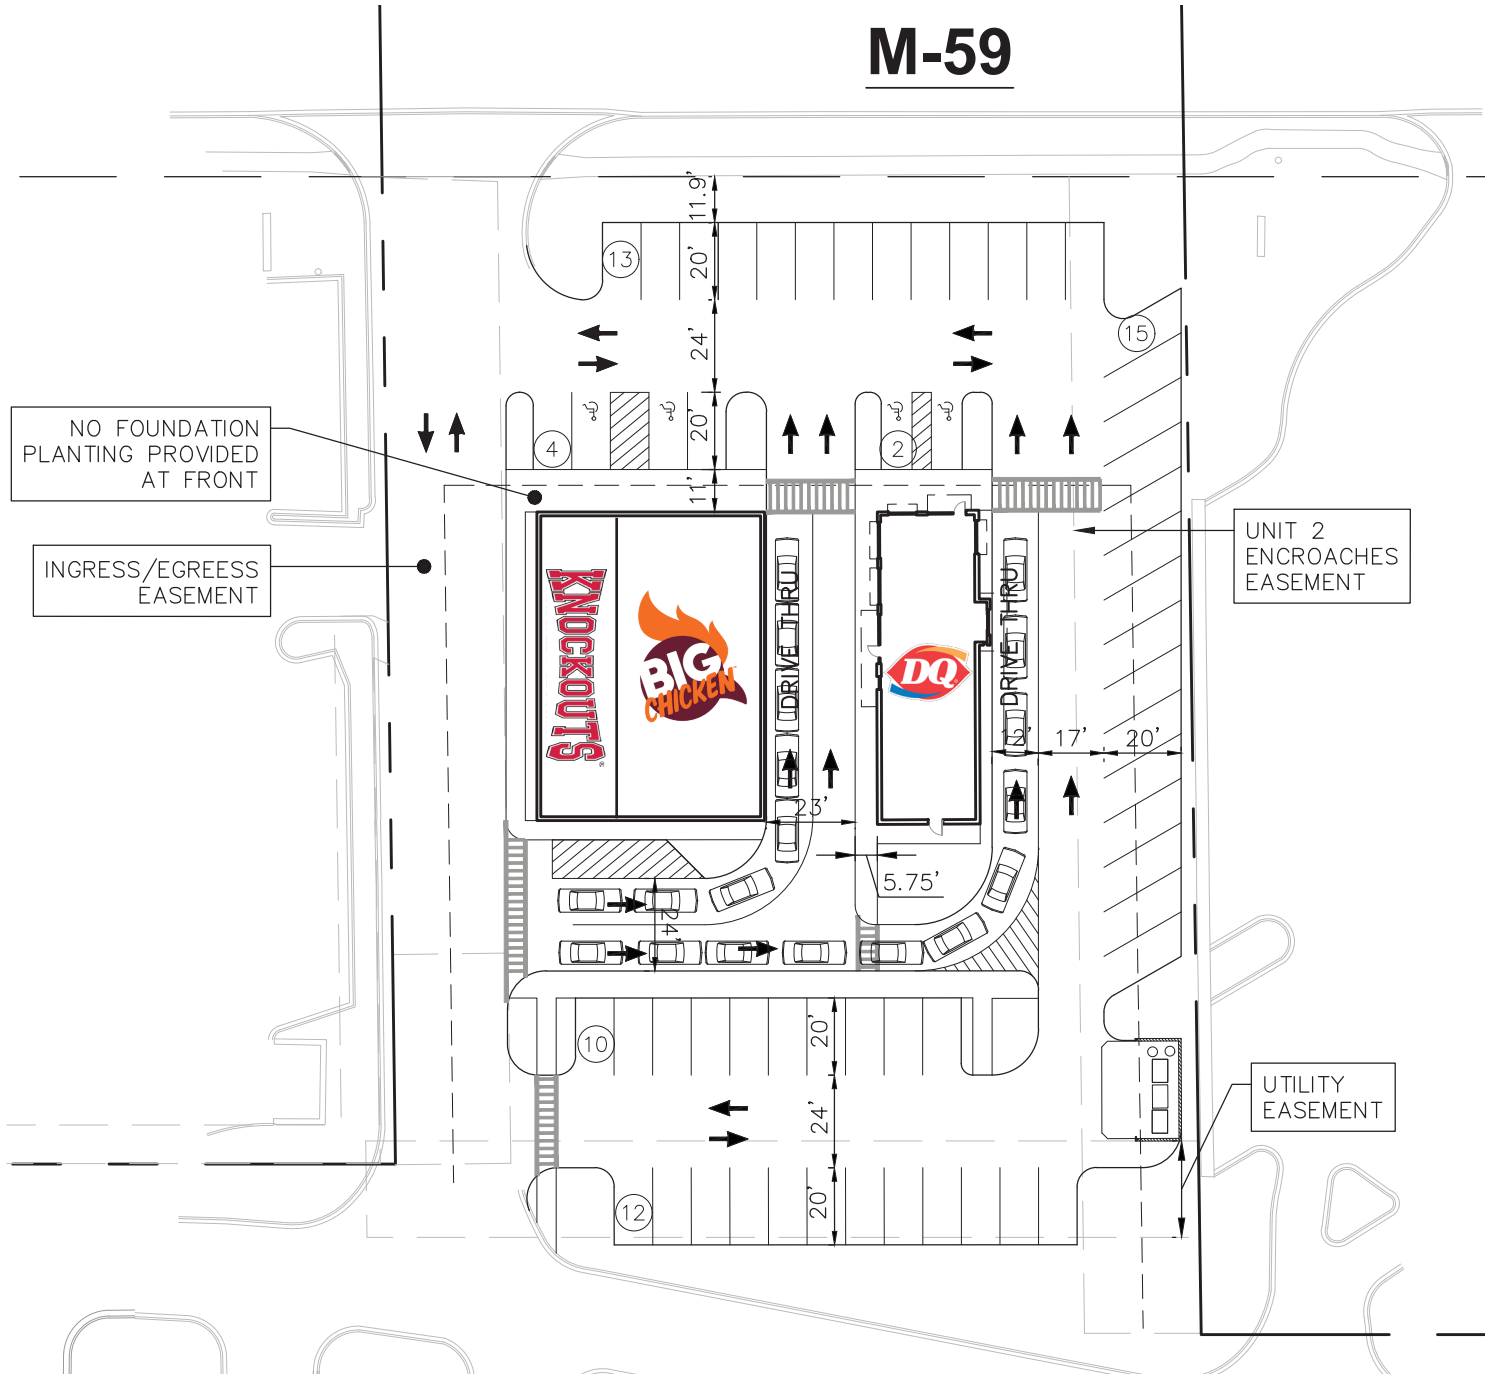 M-59
11.9'
13
20'
15
24'
NO FOUNDATION
PLANTING PROVIDED
AT FRONT
20'
4
2
11'
UNIT 2
ENCROACHES
EASEMENT
INGRESS/EGREESS
EASEMENT
KNOCKOUTS®
BIG
CHICKEN
DRIVE THRU
DQ
DRIVE THRU
12'
17'
20'
23'
5.75'
24'
10
20'
24'
UTILITY
EASEMENT
12
20'